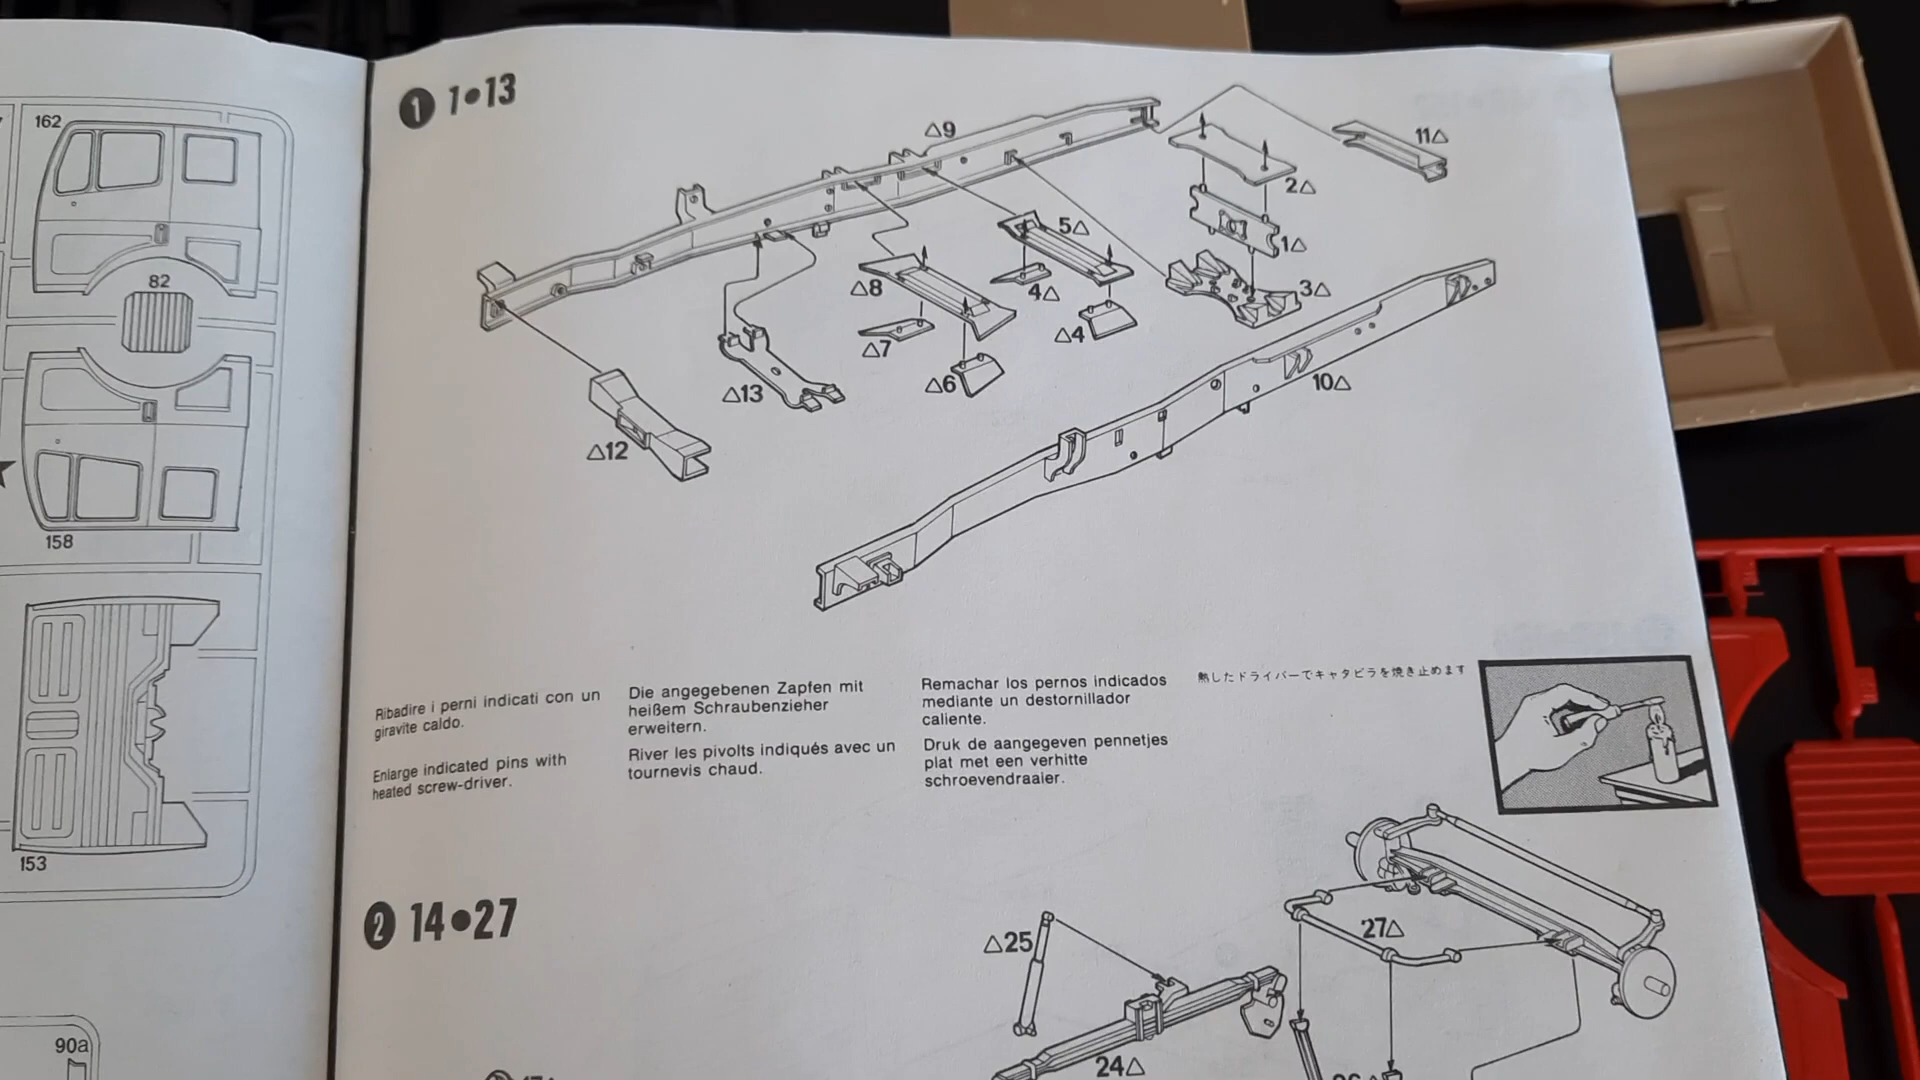 162
82
158
153
90a
1 1•13
△9
11△
2△
5△
1△
△8
4△
3△
△7
△4
△6
10△
△13
△12
Ribadire i perni indicati con un
giravite caldo.
Enlarge indicated pins with
heated screw-driver.
Die angegebenen Zapfen mit
heißem Schraubenzieher
erweitern.
River les pivolts indiqués avec un
tournevis chaud.
Remachar los pernos indicados
mediante un destornillador
caliente.
Druk de aangegeven pennetjes
plat met een verhitte
schroevendraaier.
熱したドライバーでキャタピラを焼き止めます
2 14•27
△25
27△
24△